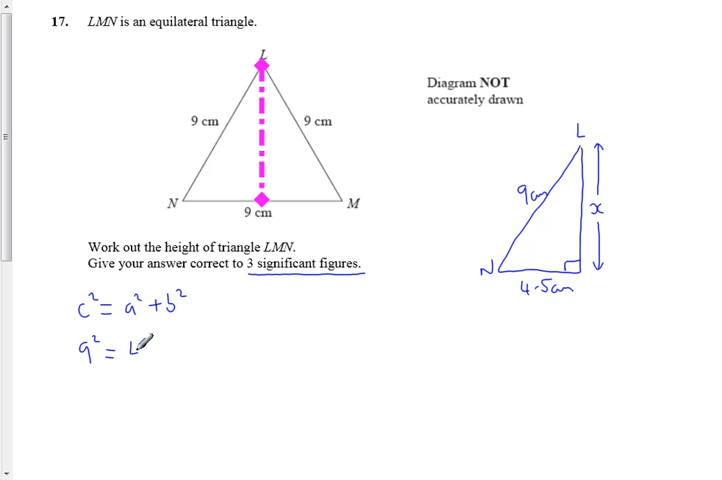 17. LMN is an equilateral triangle.
L
Diagram NOT
accurately drawn
9 cm
9 cm
N
M
9 cm
L
9cm
x
N
4.5cm
Work out the height of triangle LMN.
Give your answer correct to 3 significant figures.
c² = a² + b²
9² = 4